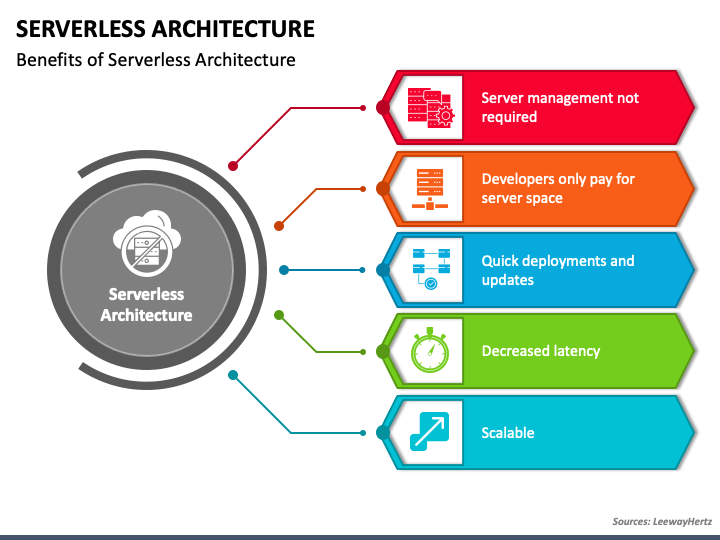 SERVERLESS ARCHITECTURE
Benefits of Serverless Architecture
Serverless
Architecture
Server management not
required
Developers only pay for
server space
Quick deployments and
updates
Decreased latency
Scalable
Sources: LeewayHertz